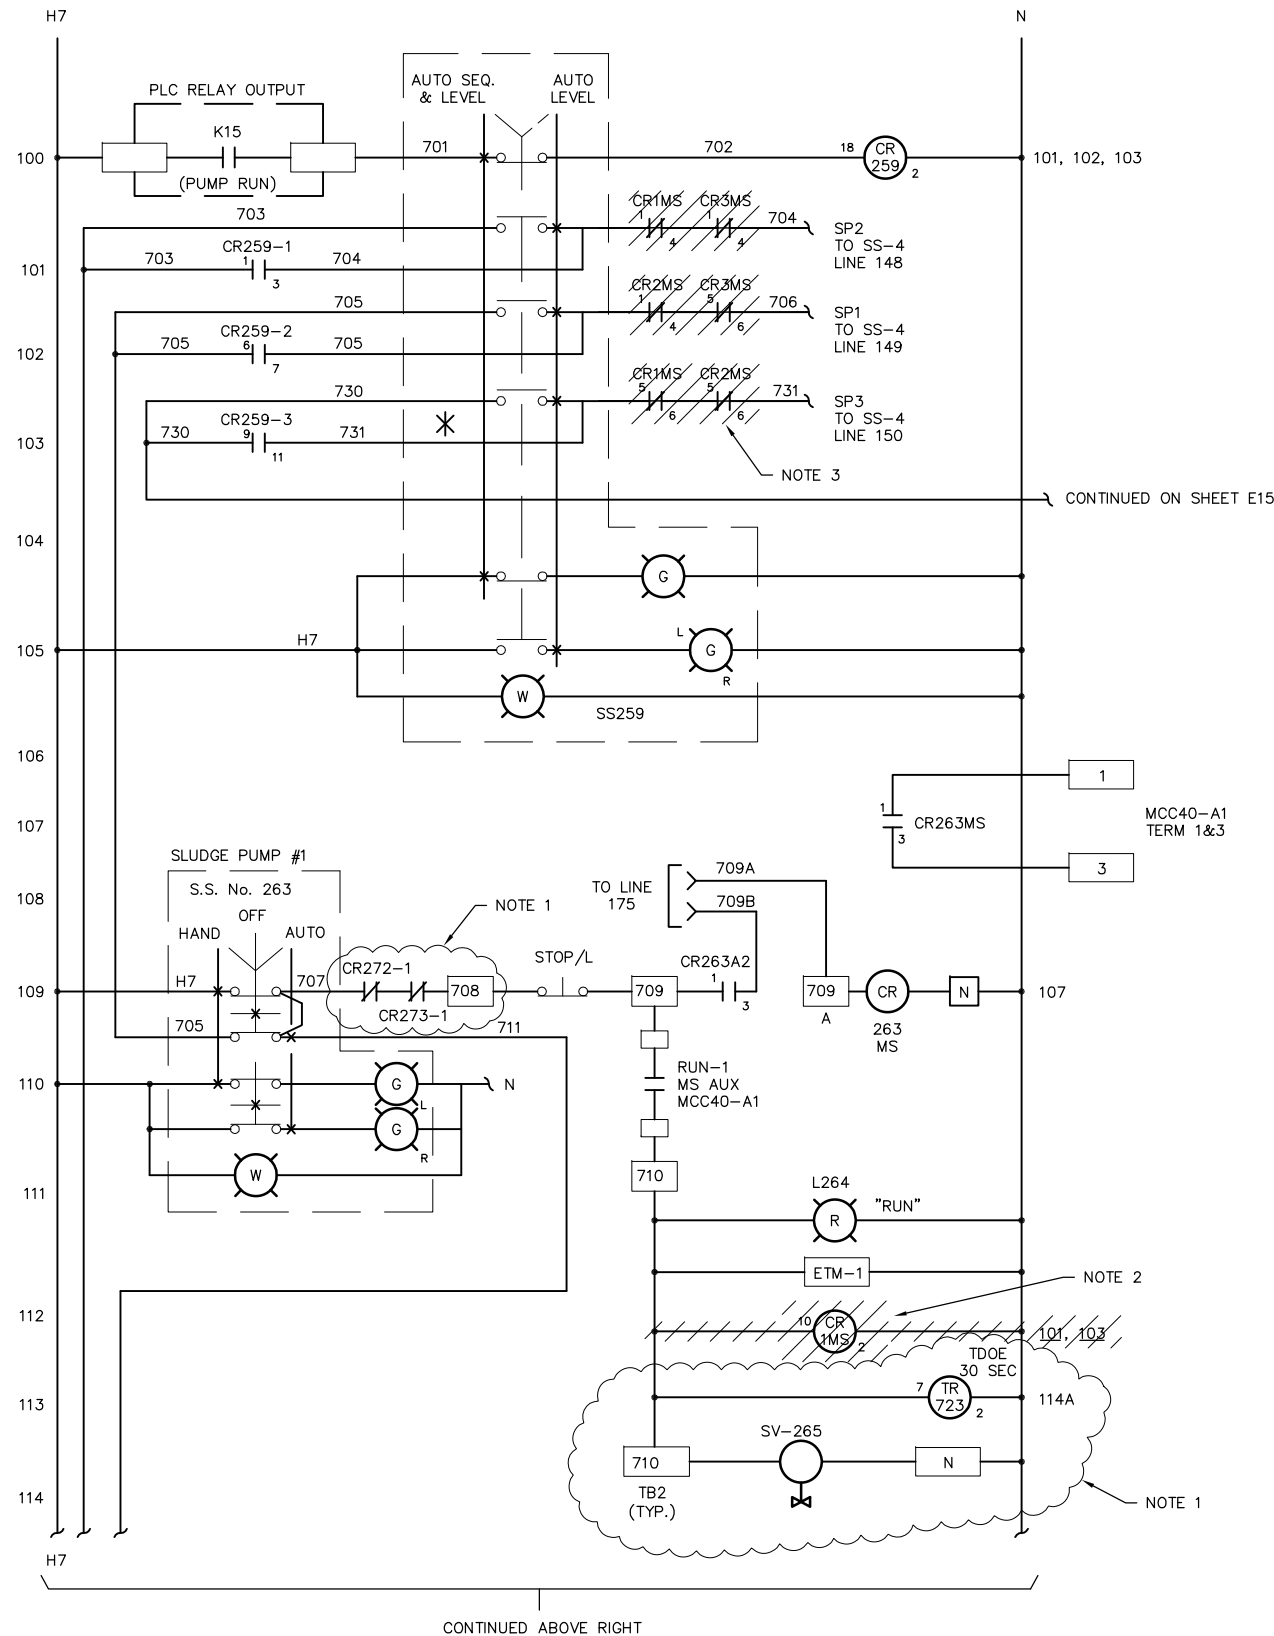 H7
N
AUTO SEQ.
& LEVEL
AUTO
LEVEL
PLC RELAY OUTPUT
K15
(PUMP RUN)
100
701
702
18
CR
259
2
101, 102, 103
703
CR1MS
1
4
CR3MS
1
4
704
SP2
TO SS-4
LINE 148
101
703
CR259-1
1
3
704
705
CR2MS
1
4
CR3MS
5
6
706
SP1
TO SS-4
LINE 149
102
705
CR259-2
6
7
705
730
CR1MS
5
6
CR2MS
5
6
731
SP3
TO SS-4
LINE 150
103
730
CR259-3
9
11
731
NOTE 3
CONTINUED ON SHEET E15
104
G
105
H7
L
G
R
W
SS259
106
1
107
1
CR263MS
3
MCC40-A1
TERM 1&3
3
SLUDGE PUMP #1
S.S. No. 263
OFF
HAND
AUTO
108
NOTE 1
TO LINE
175
709A
709B
109
H7
707
CR272-1
CR273-1
708
STOP/L
709
CR263A2
1
3
709
A
CR
263
MS
N
107
705
711
110
G
L
N
G
R
W
RUN-1
MS AUX
MCC40-A1
710
111
L264
R
"RUN"
ETM-1
NOTE 2
112
10
CR
1MS
2
101, 103
TDOE
30 SEC
113
7
TR
723
2
114A
SV-265
710
N
TB2
(TYP.)
114
NOTE 1
H7
CONTINUED ABOVE RIGHT